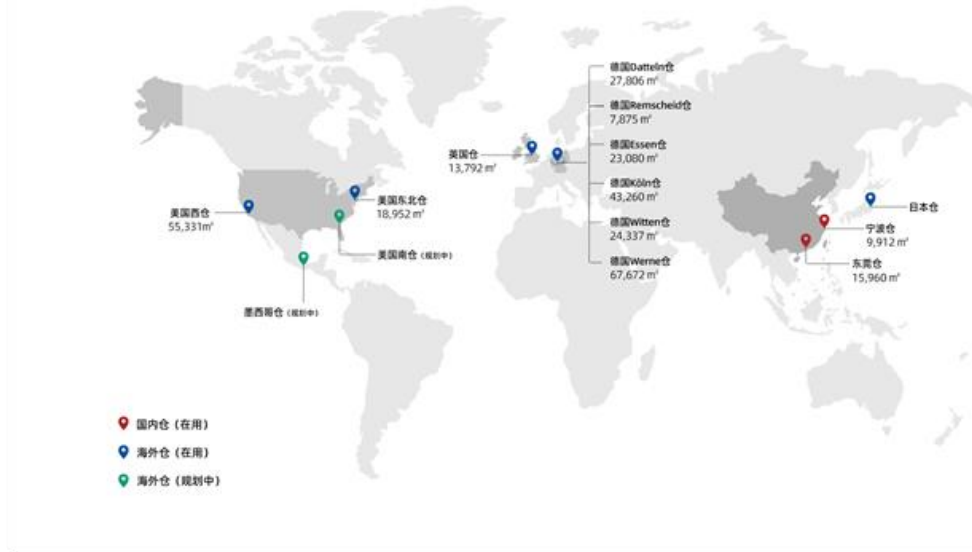 德国Datteln仓
27,806 ㎡
德国Remscheid仓
7,875 ㎡
德国Essen仓
23,080 ㎡
德国Köln仓
43,260 ㎡
德国Witten仓
24,337 ㎡
德国Werne仓
67,672 ㎡
英国仓
13,792 ㎡
美国东北仓
18,952 ㎡
美国西仓
55,331㎡
美国南仓（规划中）
墨西哥仓（规划中）
日本仓
宁波仓
9,912 ㎡
东莞仓
15,960 ㎡
国内仓（在用）
海外仓（在用）
海外仓（规划中）